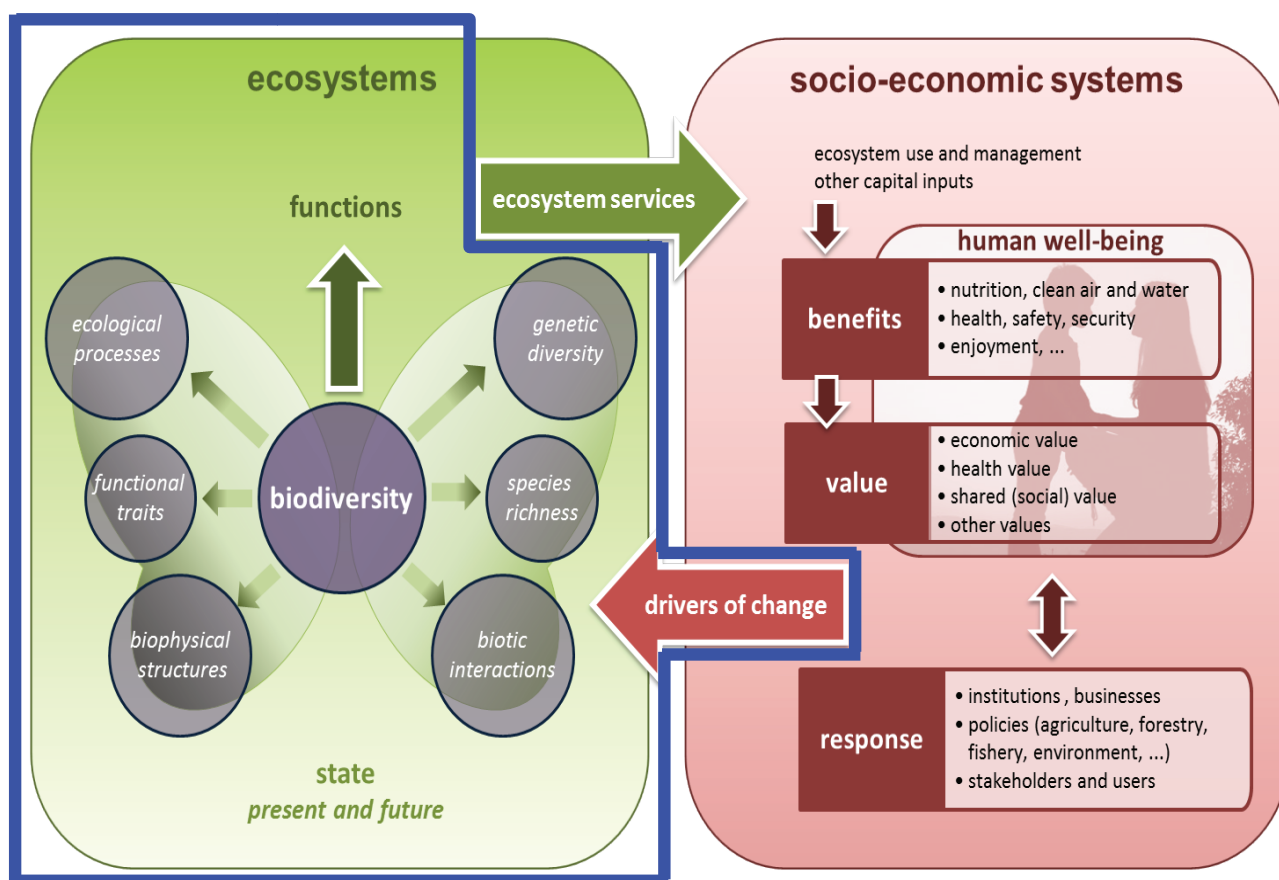 ecosystems
functions
ecological
processes
genetic
diversity
functional
traits
biodiversity
species
richness
biophysical
structures
biotic
interactions
state
present and future
ecosystem services
drivers of change
socio-economic systems
ecosystem use and management
other capital inputs
human well-being
benefits
• nutrition, clean air and water
• health, safety, security
• enjoyment, ...
value
• economic value
• health value
• shared (social) value
• other values
response
• institutions , businesses
• policies (agriculture, forestry,
fishery, environment, ...)
• stakeholders and users